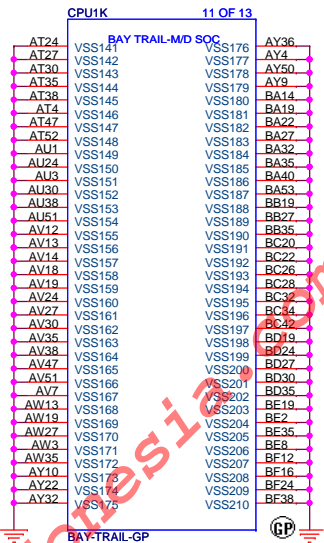 CPU1K 11 OF 13
BAY TRAIL-M/D SOC
AT24 VSS141 VSS176 AY36
AT27 VSS142 VSS177 AY4
AT30 VSS143 VSS178 AY50
AT35 VSS144 VSS179 AY9
AT38 VSS145 VSS180 BA14
AT4 VSS146 VSS181 BA19
AT47 VSS147 VSS182 BA22
AT52 VSS148 VSS183 BA27
AU1 VSS149 VSS184 BA32
AU24 VSS150 VSS185 BA35
AU3 VSS151 VSS186 BA40
AU30 VSS152 VSS187 BA53
AU38 VSS153 VSS188 BB19
AU51 VSS154 VSS189 BB27
AV12 VSS155 VSS190 BB35
AV13 VSS156 VSS191 BC20
AV14 VSS157 VSS192 BC22
AV18 VSS158 VSS193 BC26
AV19 VSS159 VSS194 BC28
AV24 VSS160 VSS195 BC32
AV27 VSS161 VSS196 BC34
AV30 VSS162 VSS197 BC42
AV35 VSS163 VSS198 BD19
AV38 VSS164 VSS199 BD24
AV47 VSS165 VSS200 BD27
AV51 VSS166 VSS201 BD30
AV7 VSS167 VSS202 BD35
AW13 VSS168 VSS203 BE19
AW19 VSS169 VSS204 BE2
AW27 VSS170 VSS205 BE35
AW3 VSS171 VSS206 BE8
AW35 VSS172 VSS207 BF12
AY10 VSS173 VSS208 BF16
AY22 VSS174 VSS209 BF24
AY32 VSS175 VSS210 BF38
BAY-TRAIL-GP
GP
onesia.com